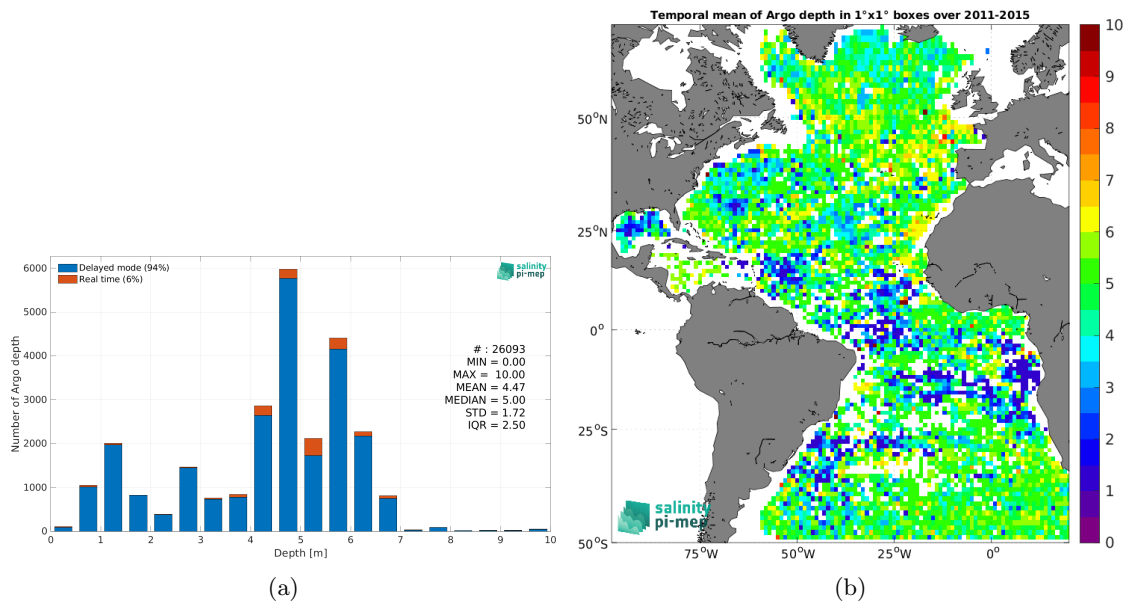 Temporal mean of Argo depth in 1°x1° boxes over 2011-2015
Delayed mode (94%)
Real time (6%)
salinity
pi-mep
# : 26093
MIN = 0.00
MAX = 10.00
MEAN = 4.47
MEDIAN = 5.00
STD = 1.72
IQR = 2.50
Number of Argo depth
6000
5000
4000
3000
2000
1000
0
0 1 2 3 4 5 6 7 8 9 10
Depth [m]
(a)
50°N
25°N
0°
25°S
50°S
75°W 50°W 25°W 0°
salinity
pi-mep
10
9
8
7
6
5
4
3
2
1
0
(b)